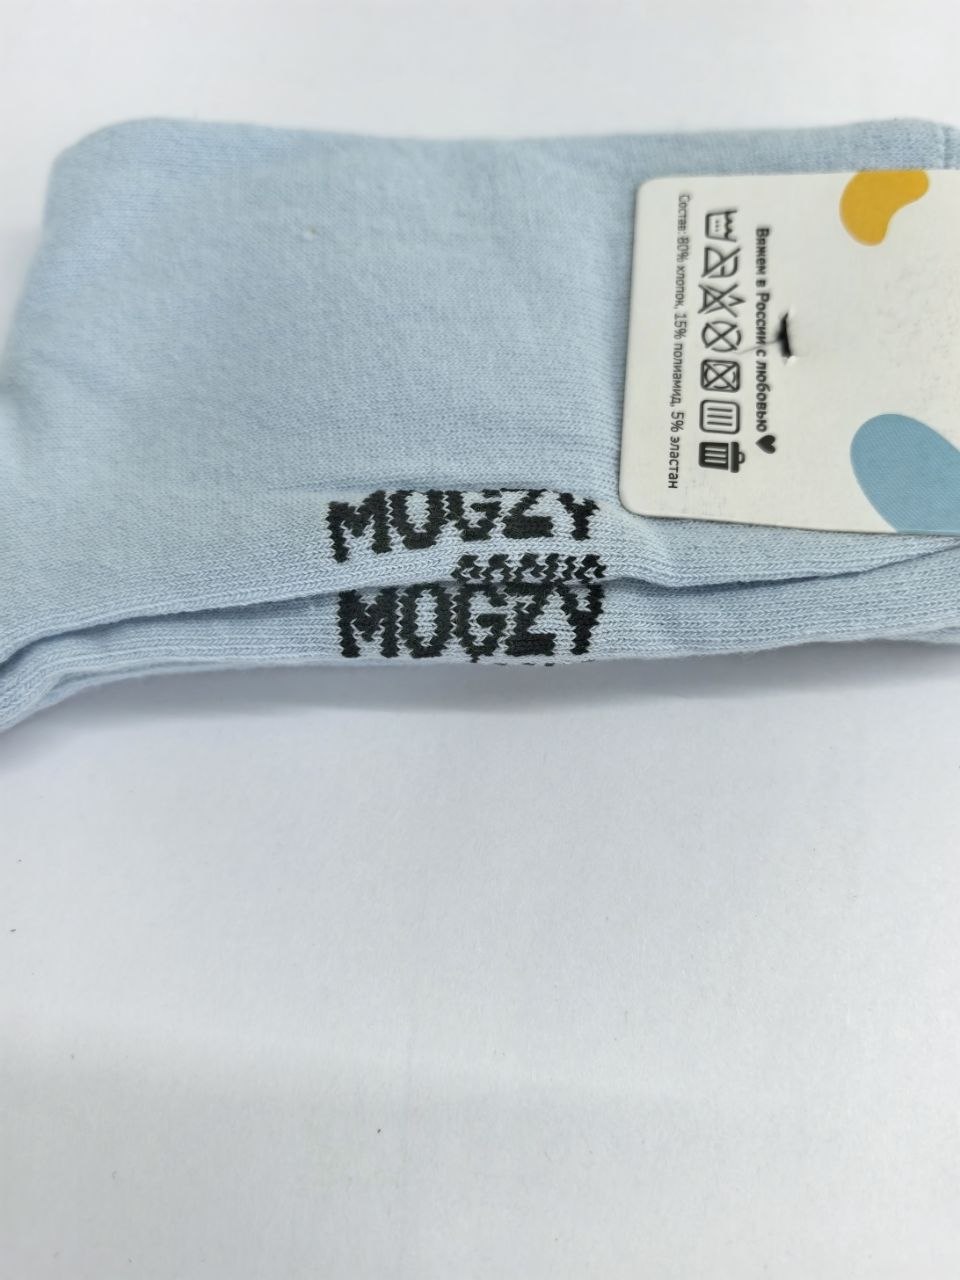 Вяжем в России с любовью
Состав: 80% хлопок, 15% полиамид, 5% эластан
MOGZY
MOGZY